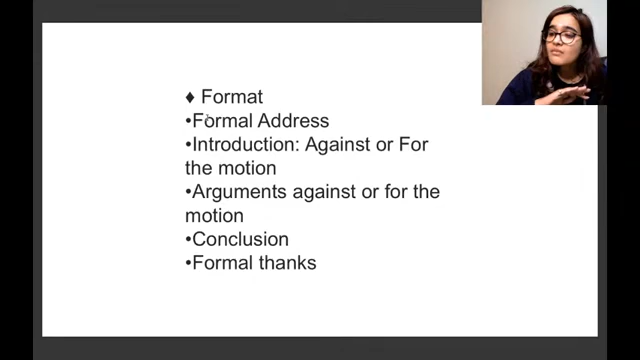 ♦ Format
•Formal Address
•Introduction: Against or For
the motion
•Arguments against or for the
motion
•Conclusion
•Formal thanks